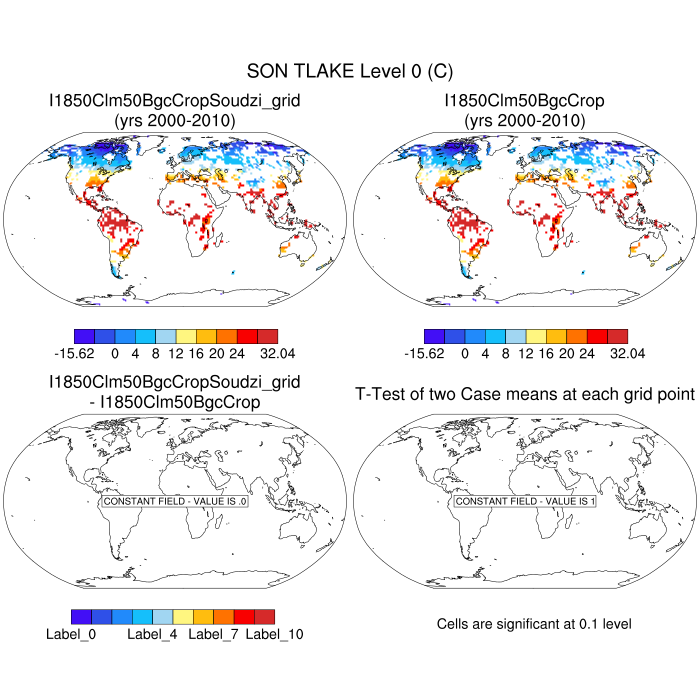 SON TLAKE Level 0 (C)
I1850Clm50BgcCropSoudzi_grid
(yrs 2000-2010)
I1850Clm50BgcCrop
(yrs 2000-2010)
-15.62 0 4 8 12 16 20 24 32.04
-15.62 0 4 8 12 16 20 24 32.04
I1850Clm50BgcCropSoudzi_grid
- I1850Clm50BgcCrop
T-Test of two Case means at each grid point
CONSTANT FIELD - VALUE IS .0
CONSTANT FIELD - VALUE IS 1
Label_0 Label_4 Label_7 Label_10
Cells are significant at 0.1 level